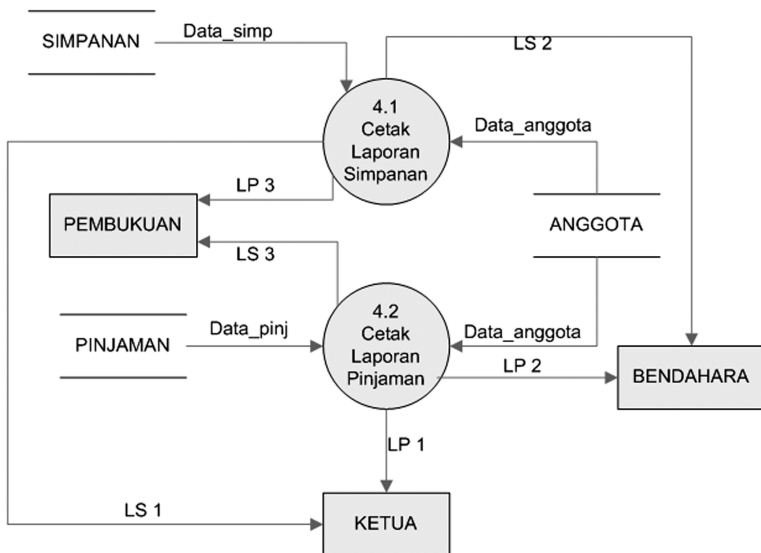 SIMPANAN
Data_simp
LS 2
4.1
Cetak
Laporan
Simpanan
Data_anggota
LP 3
PEMBUKUAN
ANGGOTA
LS 3
4.2
Cetak
Laporan
Pinjaman
PINJAMAN
Data_pinj
Data_anggota
LP 2
BENDAHARA
LP 1
LS 1
KETUA